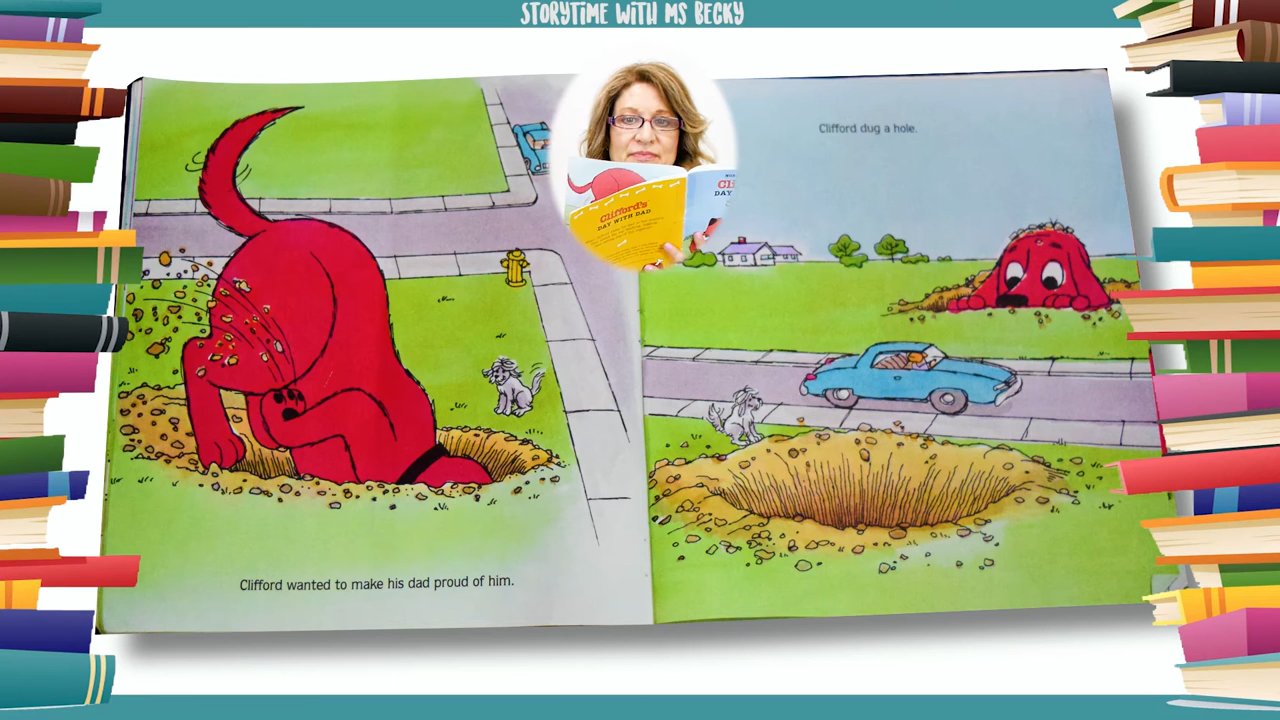 STORYTIME WITH MS BECKY
Clifford's
DAY WITH DAD
Clifford dug a hole.
Clifford wanted to make his dad proud of him.